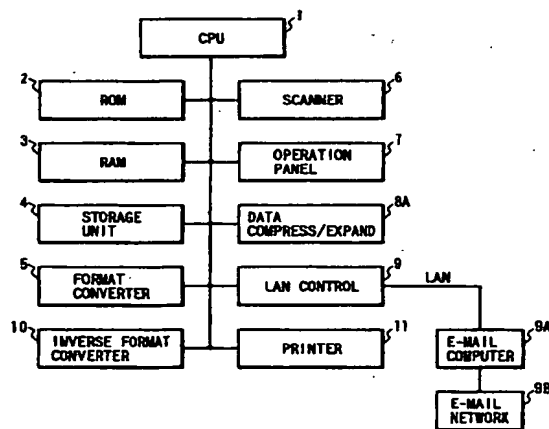 1
CPU
2
ROM
6
SCANNER
3
RAM
7
OPERATION
PANEL
4
STORAGE
UNIT
8A
DATA
COMPRESS/EXPAND
5
FORMAT
CONVERTER
9
LAN CONTROL
LAN
10
INVERSE FORMAT
CONVERTER
11
PRINTER
9A
E-MAIL
COMPUTER
9B
E-MAIL
NETWORK